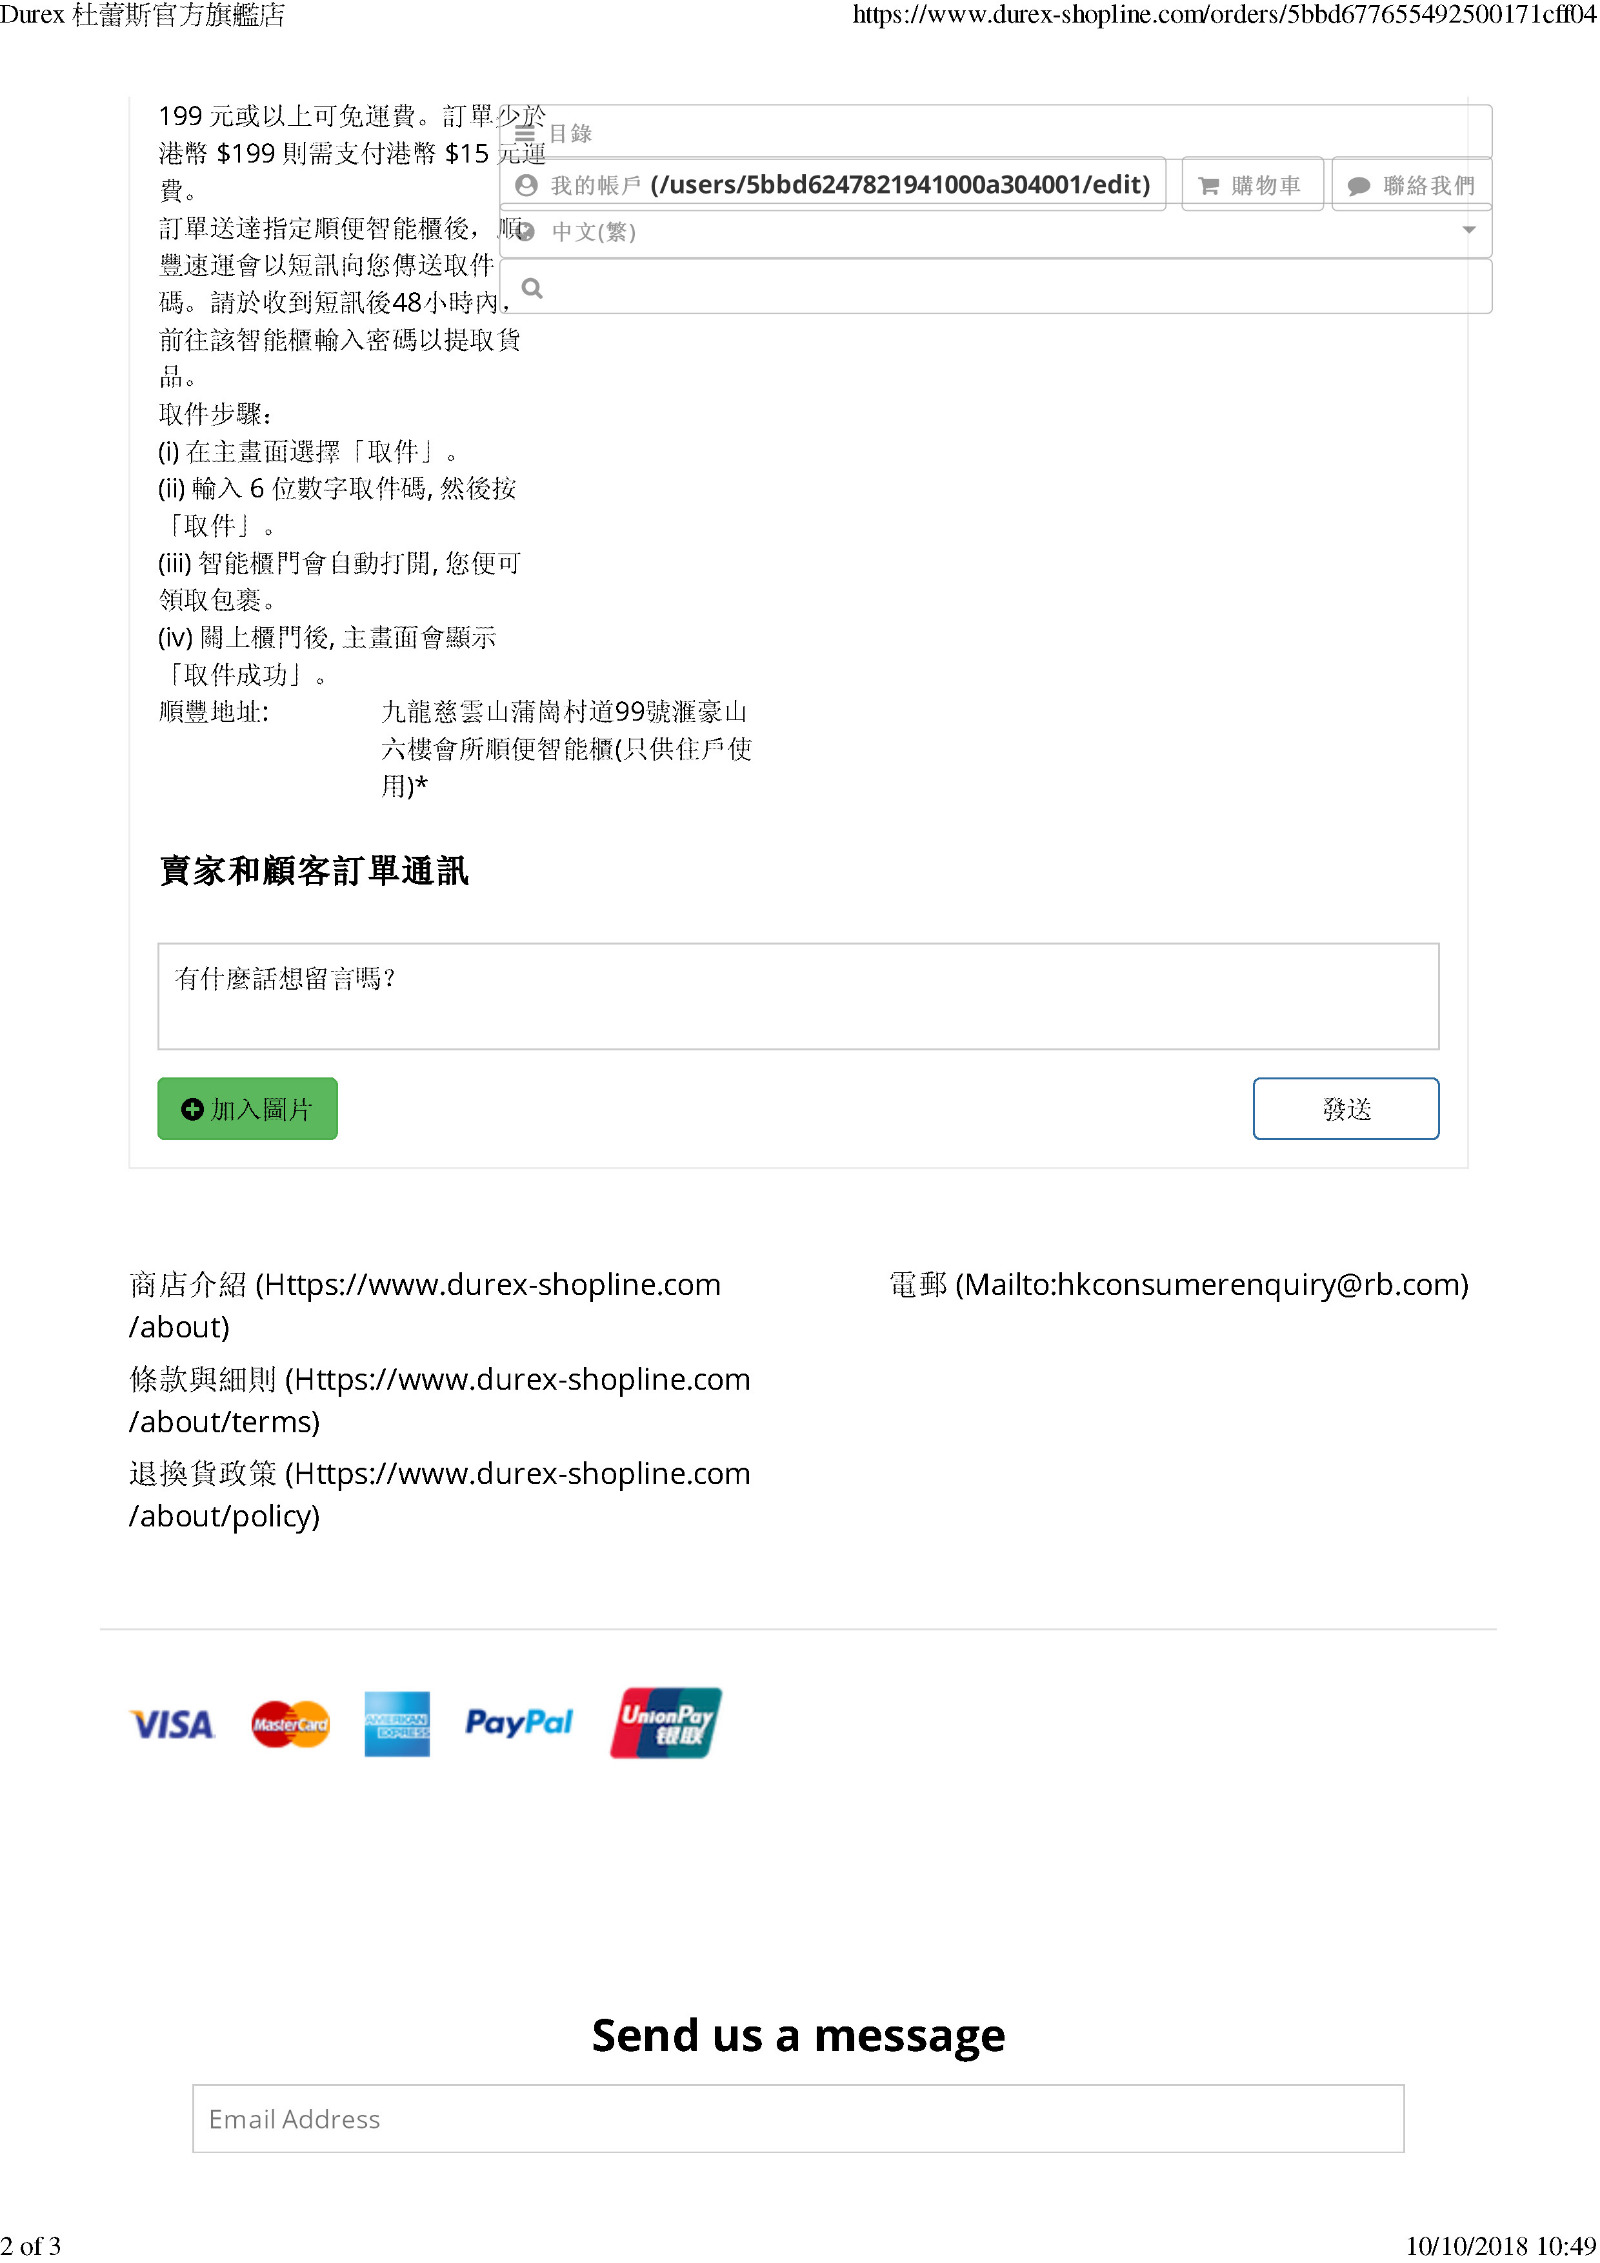 Durex 杜蕾斯官方旗艦店
https://www.durex-shopline.com/orders/5bbd677655492500171cff04
199 元或以上可免運費。訂單少於
港幣 $199 則需支付港幣 $15 元運
費。
訂單送達指定順便智能櫃後，順
豐速運會以短訊向您傳送取件
碼。請於收到短訊後48小時內，
前往該智能櫃輸入密碼以提取貨
品。
目錄
我的帳戶 (/users/5bbd6247821941000a304001/edit)
購物車
聯絡我們
中文(繁)
取件步驟:
(i) 在主畫面選擇「取件」。
(ii) 輸入 6 位數字取件碼, 然後按
「取件」。
(iii) 智能櫃門會自動打開, 您便可
領取包裹。
(iv) 關上櫃門後, 主畫面會顯示
「取件成功」。
順豐地址:
九龍慈雲山蒲崗村道99號滙豪山
六樓會所順便智能櫃(只供住戶使
用)*
賣家和顧客訂單通訊
有什麼話想留言嗎?
加入圖片
發送
商店介紹 (Https://www.durex-shopline.com
/about)
電郵 (Mailto:hkconsumerenquiry@rb.com)
條款與細則 (Https://www.durex-shopline.com
/about/terms)
退換貨政策 (Https://www.durex-shopline.com
/about/policy)
VISA
MasterCard
AMERICAN
EXPRESS
PayPal
UnionPay
银联
Send us a message
Email Address
2 of 3
10/10/2018 10:49